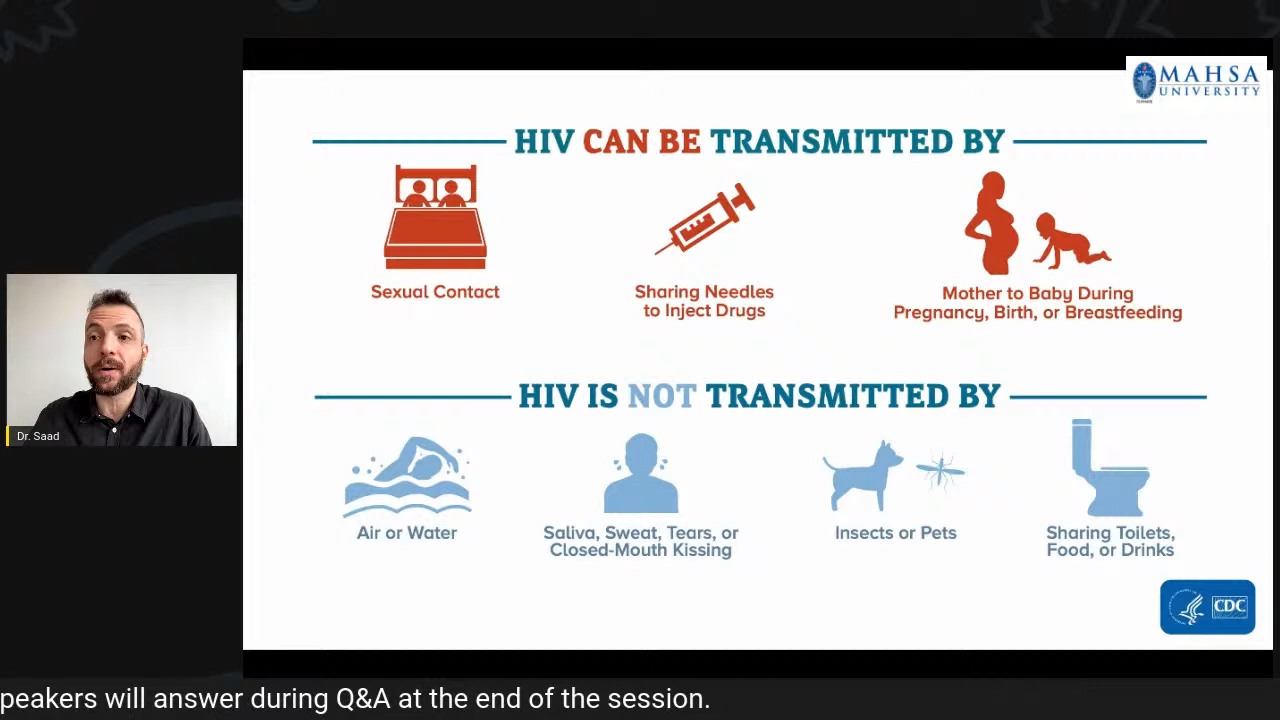 MAHSA
UNIVERSITY
HIV CAN BE TRANSMITTED BY
Sexual Contact
Sharing Needles
to Inject Drugs
Mother to Baby During
Pregnancy, Birth, or Breastfeeding
HIV IS NOT TRANSMITTED BY
Air or Water
Saliva, Sweat, Tears, or
Closed-Mouth Kissing
Insects or Pets
Sharing Toilets,
Food, or Drinks
CDC
Dr. Saad
peakers will answer during Q&A at the end of the session.